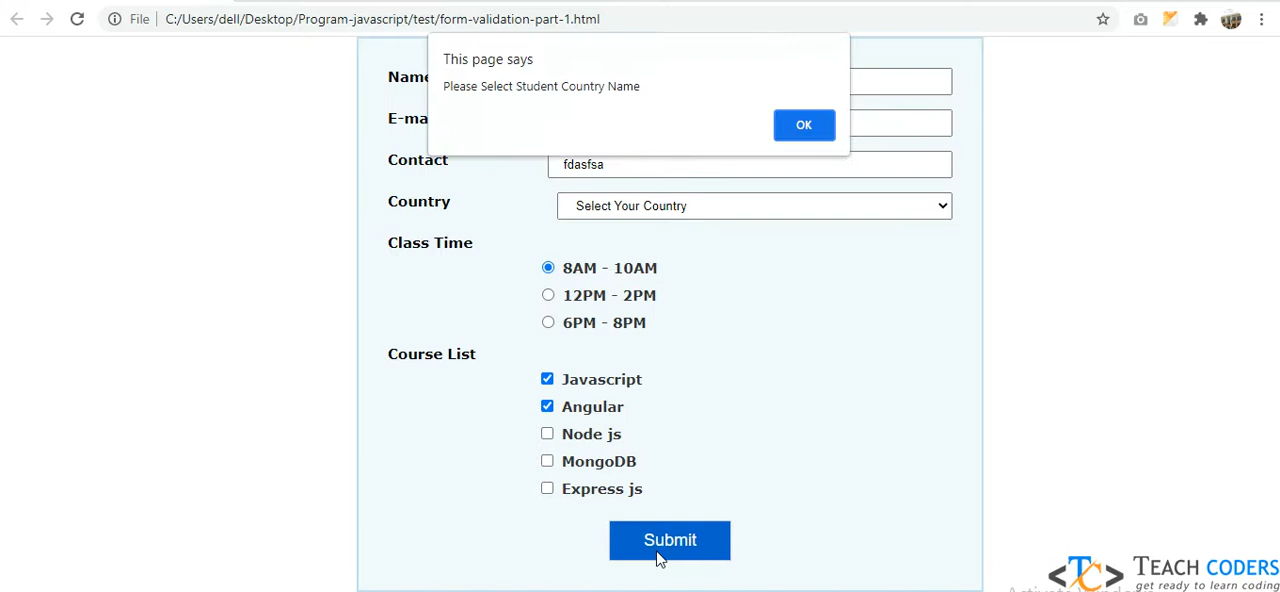 File | C:/Users/dell/Desktop/Program-javascript/test/form-validation-part-1.html
This page says
Please Select Student Country Name
OK
Name
E-ma
Contact fdasfsa
Country Select Your Country
Class Time
8AM - 10AM
12PM - 2PM
6PM - 8PM
Course List
Javascript
Angular
Node js
MongoDB
Express js
Submit
<TC> TEACH CODERS
get ready to learn coding